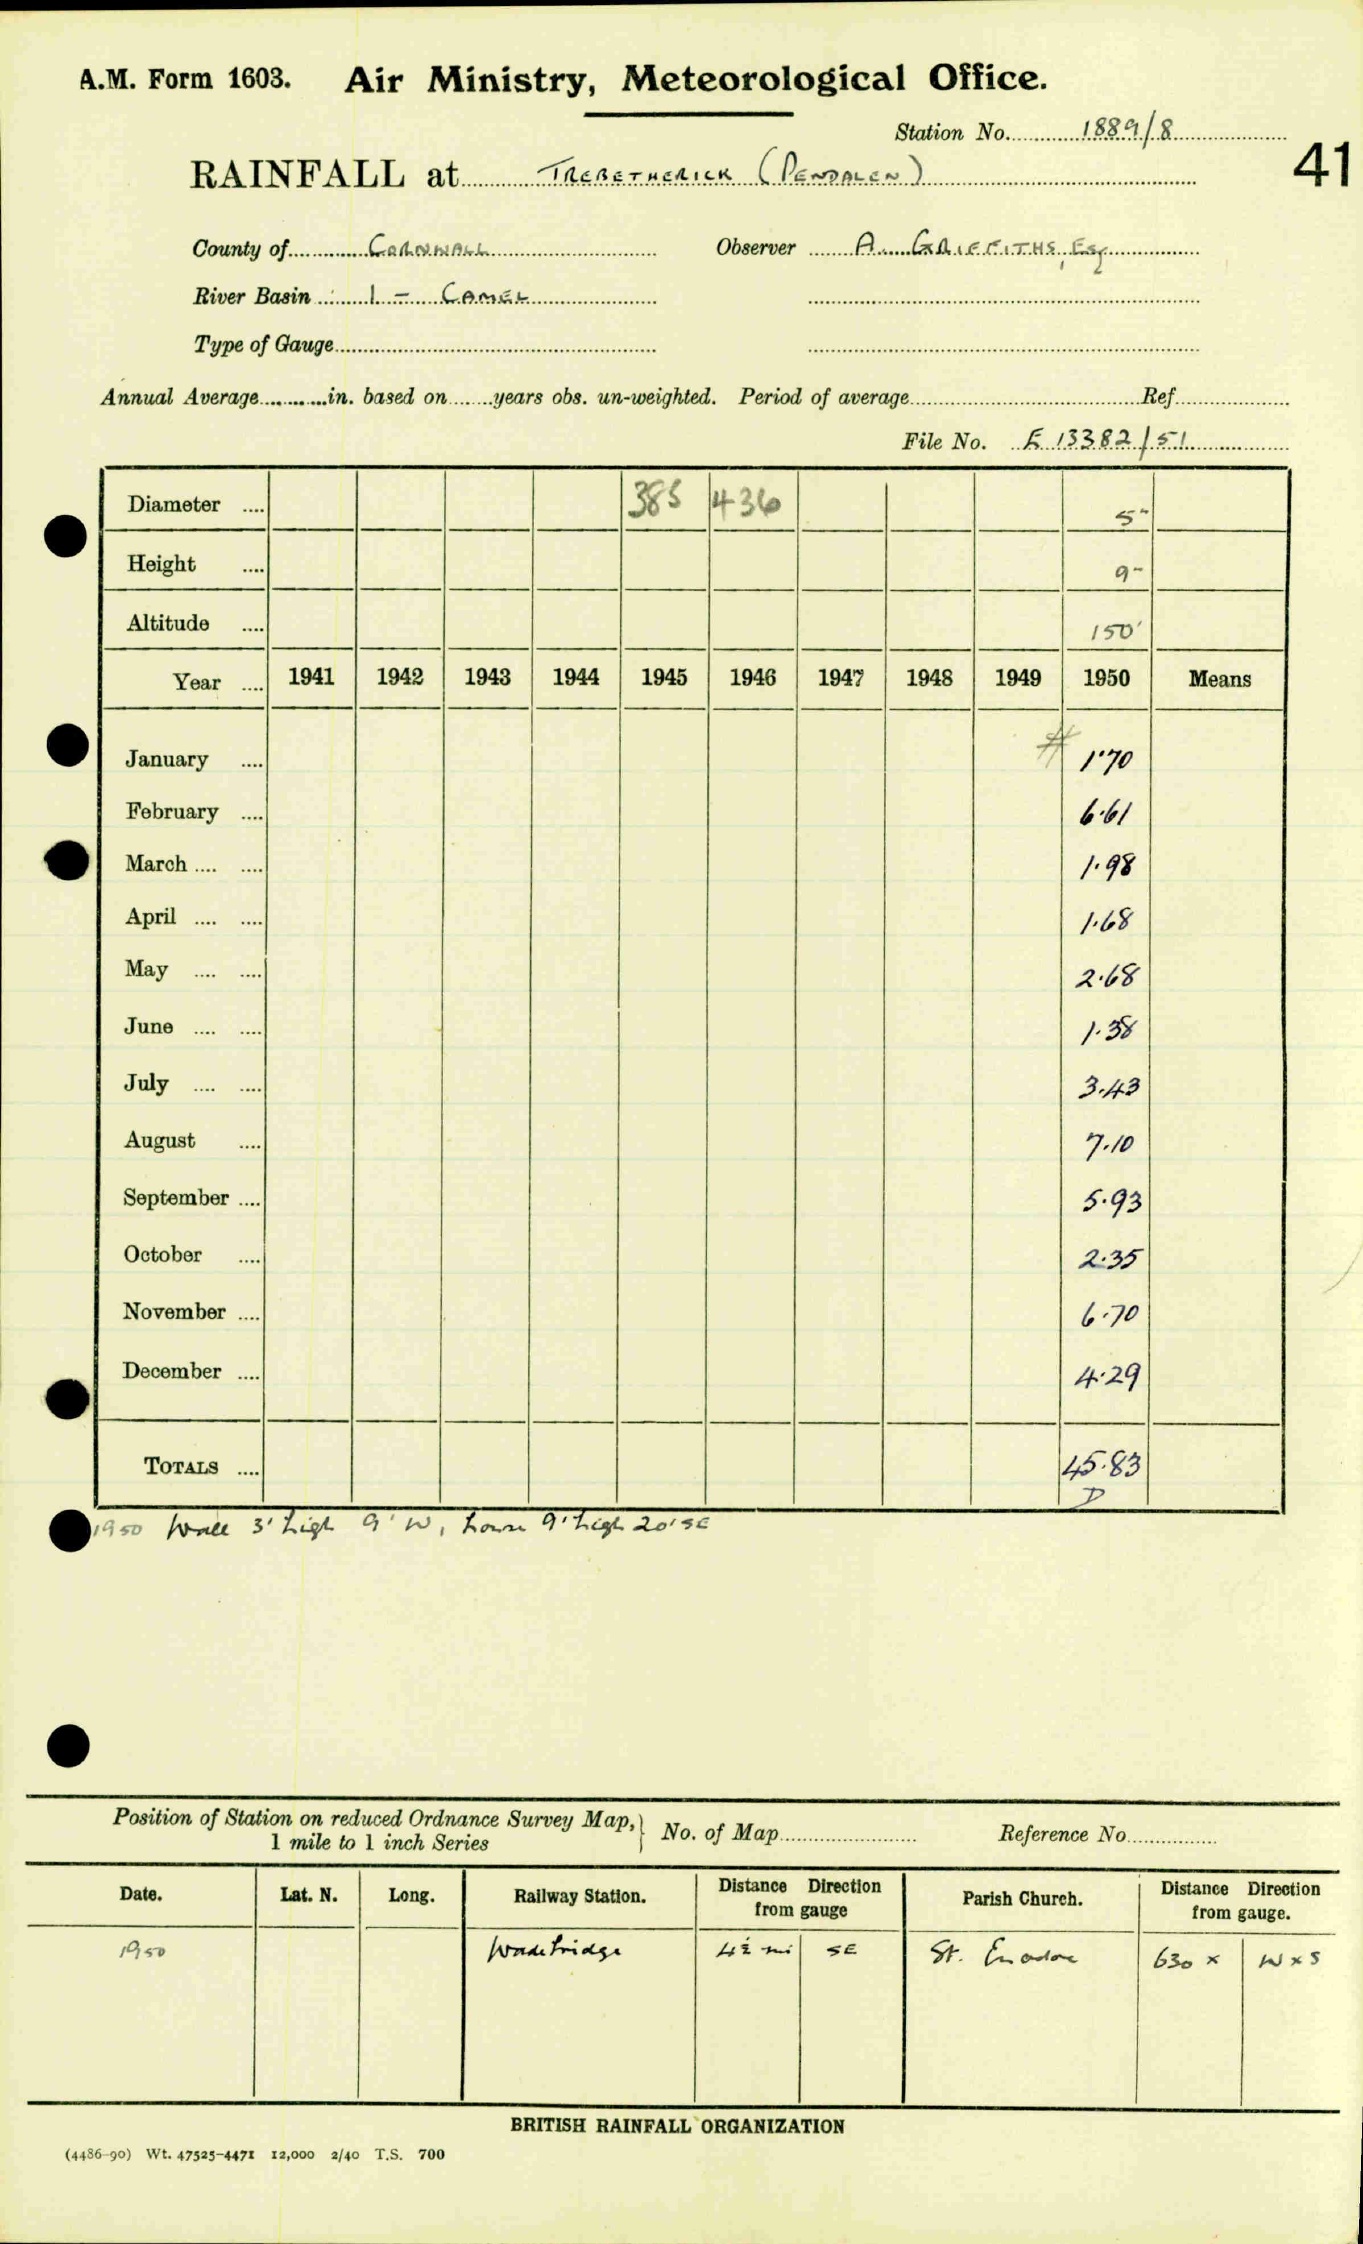 A.M. Form 1603. Air Ministry, Meteorological Office.
Station No. 1889/8
41
RAINFALL at TREBETHERICK (PENDALEN)
County of CORNWALL Observer A. GRIFFITHS, Esq
River Basin 1 - CAMEL
Type of Gauge
Annual Average in. based on years obs. un-weighted. Period of average Ref
File No. E 13382/51
Diameter 385 436 5"
Height 9"
Altitude 150'
Year 1941 1942 1943 1944 1945 1946 1947 1948 1949 1950 Means
January # 1.70
February 6.61
March 1.98
April 1.68
May 2.68
June 1.38
July 3.43
August 7.10
September 5.93
October 2.35
November 6.70
December 4.29
TOTALS 45.83
D
1950 Wall 3' high 9' W, house 9' high 20' SE
Position of Station on reduced Ordnance Survey Map, 1 mile to 1 inch Series No. of Map Reference No.
Date. Lat. N. Long. Railway Station. Distance Direction from gauge Parish Church. Distance Direction from gauge.
1950 Wadebridge 4½ mi SE St. Enodoc 630 x W x S
BRITISH RAINFALL ORGANIZATION
(4486-90) Wt. 47525-4471 12,000 2/40 T.S. 700